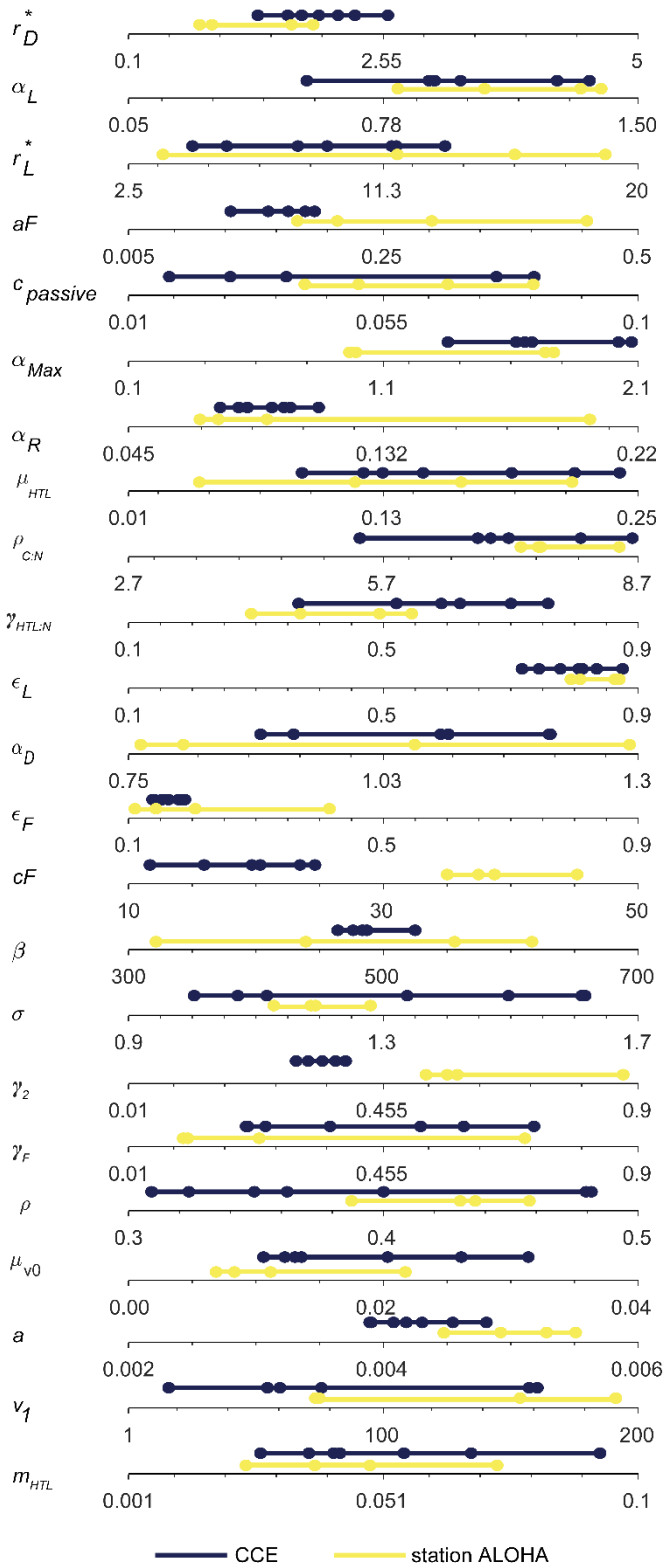 r*D
0.1 2.55 5
αL
0.05 0.78 1.50
r*L
2.5 11.3 20
aF
0.005 0.25 0.5
cpassive
0.01 0.055 0.1
αMax
0.1 1.1 2.1
αR
0.045 0.132 0.22
μHTL
0.01 0.13 0.25
ρC:N
2.7 5.7 8.7
γHTL:N
0.1 0.5 0.9
ϵL
0.1 0.5 0.9
αD
0.75 1.03 1.3
ϵF
0.1 0.5 0.9
cF
10 30 50
β
300 500 700
σ
0.9 1.3 1.7
γ2
0.01 0.455 0.9
γF
0.01 0.455 0.9
ρ
0.3 0.4 0.5
μv0
0.00 0.02 0.04
a
0.002 0.004 0.006
v1
1 100 200
mHTL
0.001 0.051 0.1
CCE station ALOHA